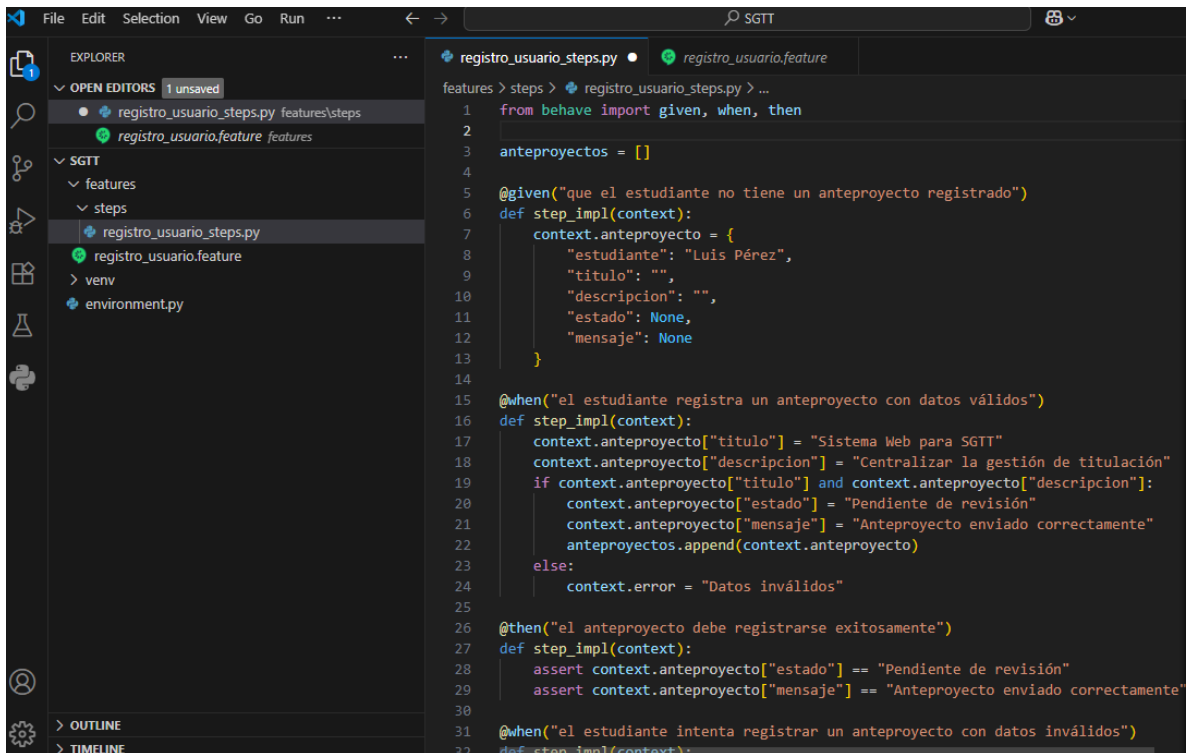 File Edit Selection View Go Run ... SGTT
EXPLORER ...
OPEN EDITORS 1 unsaved
registro_usuario_steps.py features\steps
registro_usuario.feature features
SGTT
features
steps
registro_usuario_steps.py
registro_usuario.feature
venv
environment.py
OUTLINE
TIMELINE
1
registro_usuario_steps.py registro_usuario.feature
features > steps > registro_usuario_steps.py > ...
1 from behave import given, when, then
2
3 anteproyectos = []
4
5 @given("que el estudiante no tiene un anteproyecto registrado")
6 def step_impl(context):
7 context.anteproyecto = {
8 "estudiante": "Luis Pérez",
9 "titulo": "",
10 "descripcion": "",
11 "estado": None,
12 "mensaje": None
13 }
14
15 @when("el estudiante registra un anteproyecto con datos válidos")
16 def step_impl(context):
17 context.anteproyecto["titulo"] = "Sistema Web para SGTT"
18 context.anteproyecto["descripcion"] = "Centralizar la gestión de titulación"
19 if context.anteproyecto["titulo"] and context.anteproyecto["descripcion"]:
20 context.anteproyecto["estado"] = "Pendiente de revisión"
21 context.anteproyecto["mensaje"] = "Anteproyecto enviado correctamente"
22 anteproyectos.append(context.anteproyecto)
23 else:
24 context.error = "Datos inválidos"
25
26 @then("el anteproyecto debe registrarse exitosamente")
27 def step_impl(context):
28 assert context.anteproyecto["estado"] == "Pendiente de revisión"
29 assert context.anteproyecto["mensaje"] == "Anteproyecto enviado correctamente"
30
31 @when("el estudiante intenta registrar un anteproyecto con datos inválidos")
32 def step_impl(context):